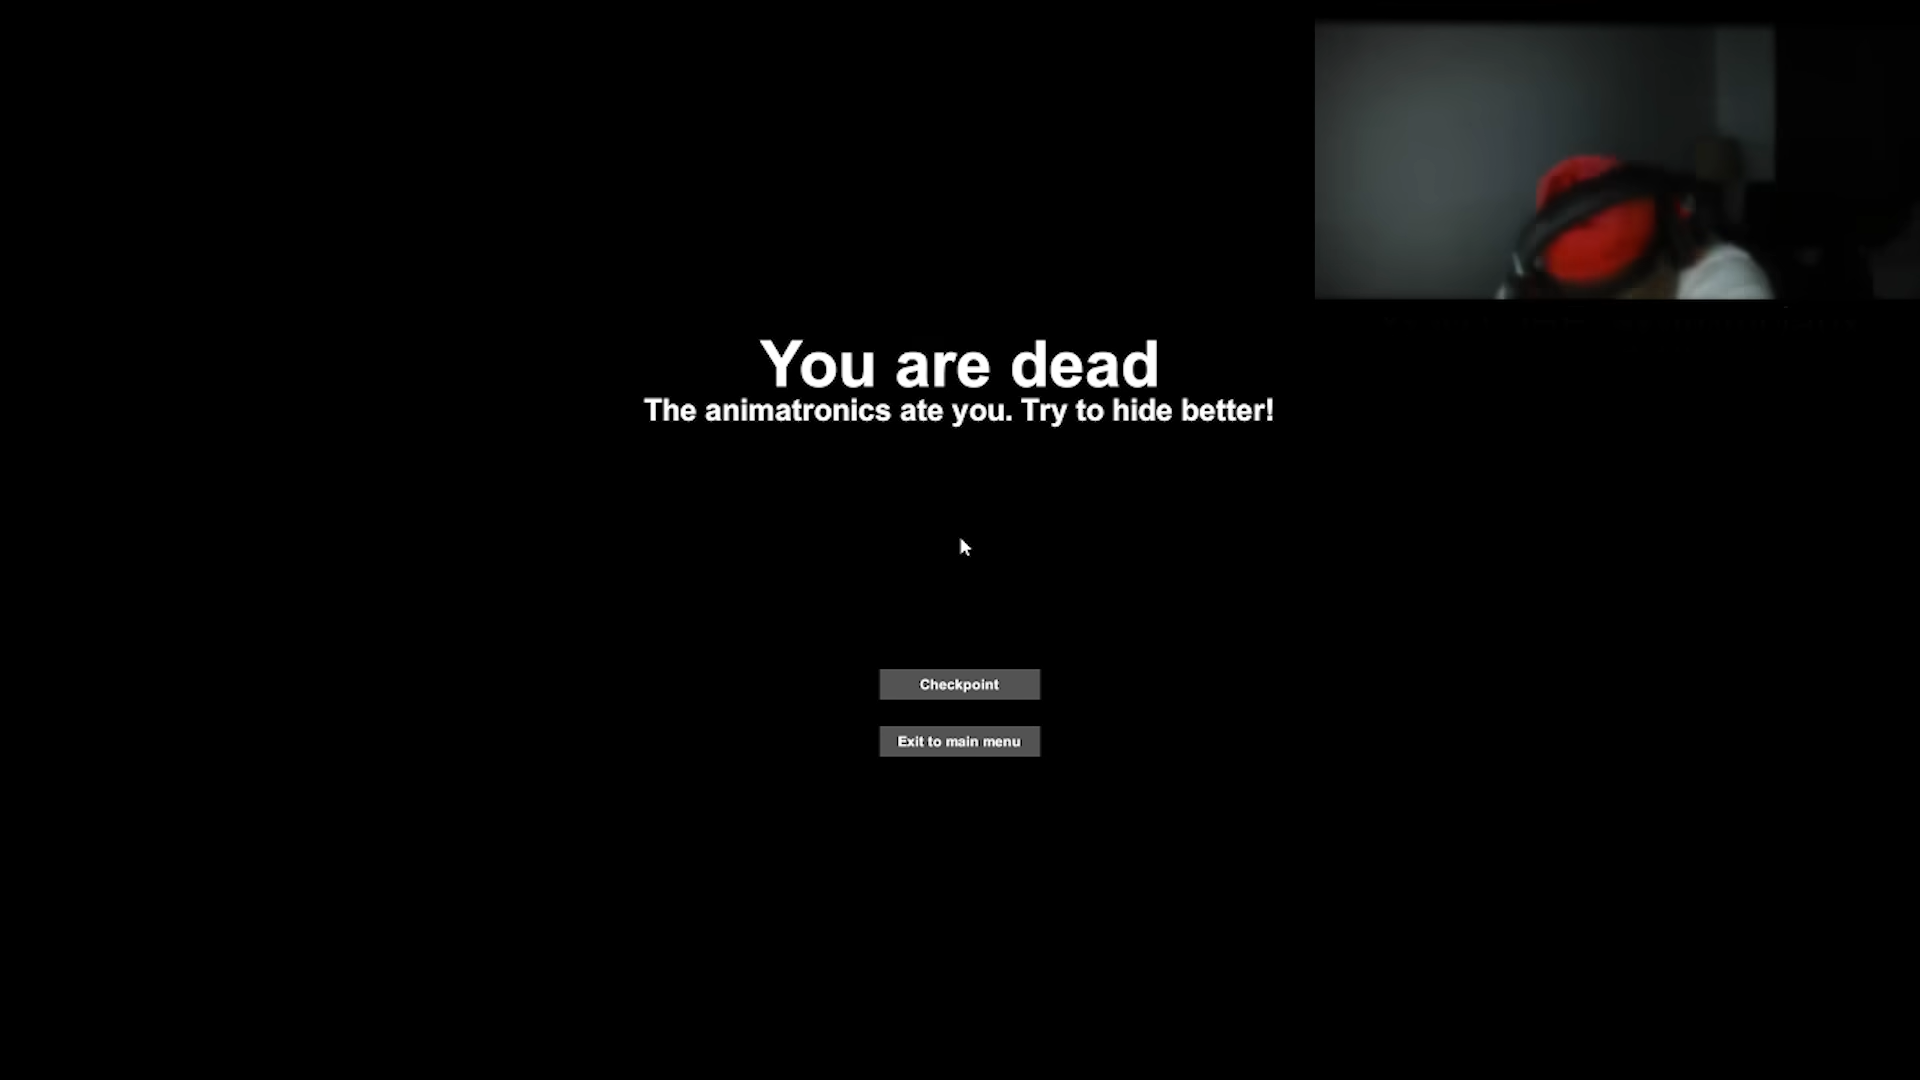 You are dead
The animatronics ate you. Try to hide better!
Checkpoint
Exit to main menu